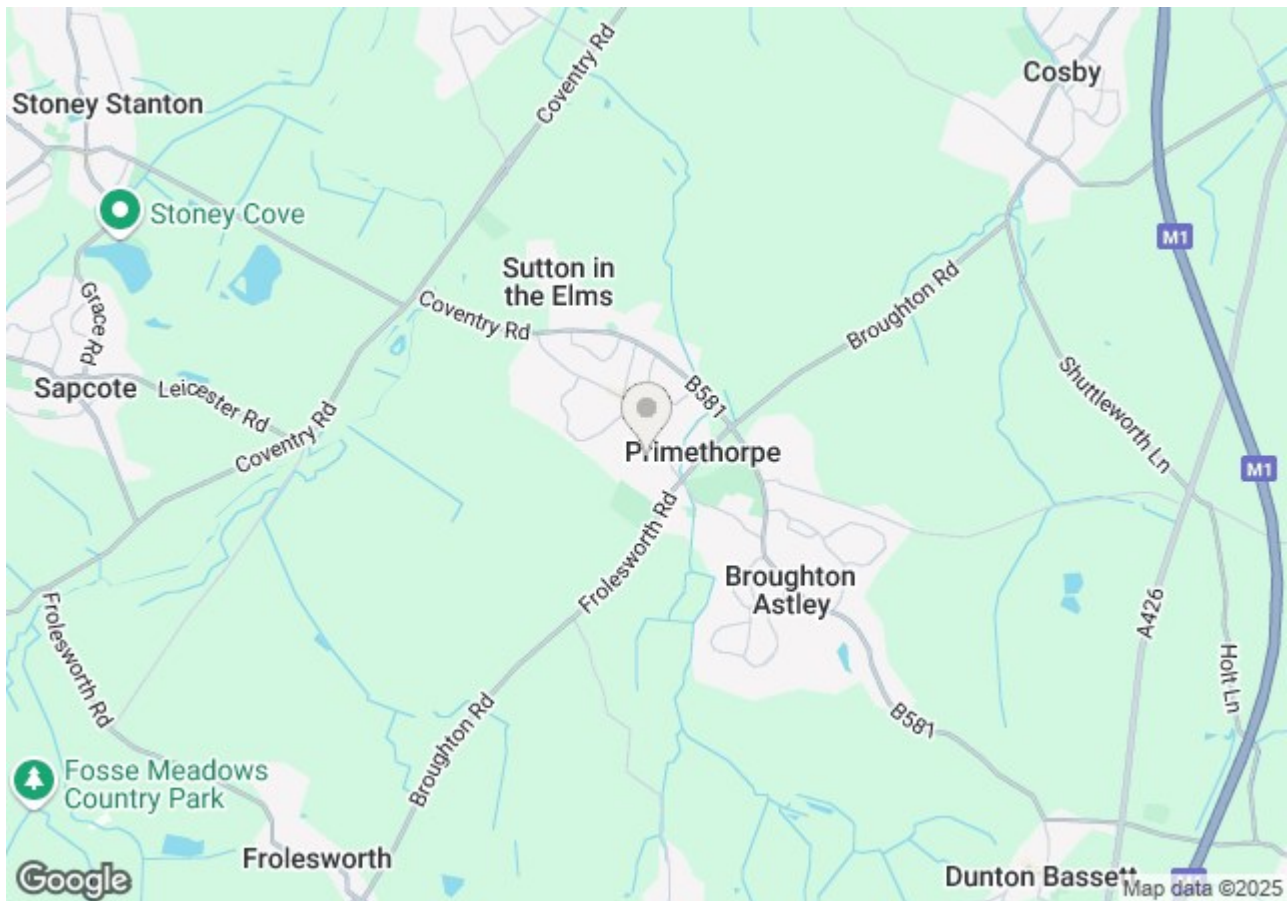 Coventry Rd
Cosby
Stoney Stanton
Stoney Cove
M1
Sutton in
the Elms
Broughton Rd
Coventry Rd
Grace Rd
Sapcote
Leicester Rd
B581
Shuttleworth Ln
Coventry Rd
Primethorpe
M1
Frolesworth Rd
Broughton
Astley
A426
Frolesworth Rd
Holt Ln
Broughton Rd
B581
Fosse Meadows
Country Park
Frolesworth
Dunton Bassett
Google
Map data ©2025